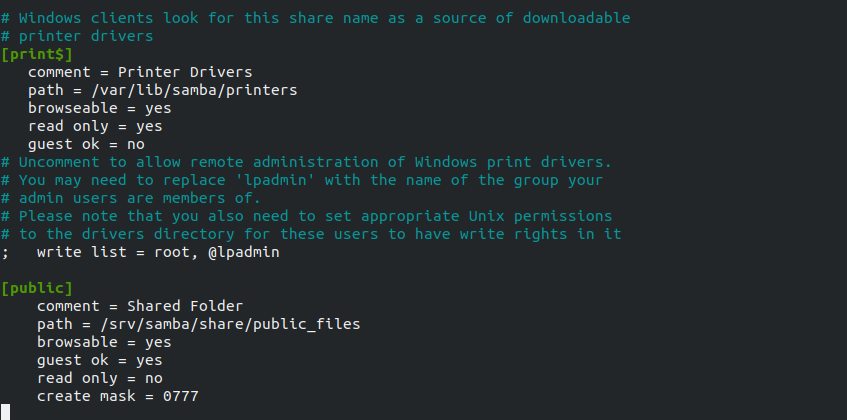 # Windows clients look for this share name as a source of downloadable
# printer drivers
[print$]
   comment = Printer Drivers
   path = /var/lib/samba/printers
   browseable = yes
   read only = yes
   guest ok = no
# Uncomment to allow remote administration of Windows print drivers.
# You may need to replace 'lpadmin' with the name of the group your
# admin users are members of.
# Please note that you also need to set appropriate Unix permissions
# to the drivers directory for these users to have write rights in it
;   write list = root, @lpadmin

[public]
    comment = Shared Folder
    path = /srv/samba/share/public_files
    browsable = yes
    guest ok = yes
    read only = no
    create mask = 0777